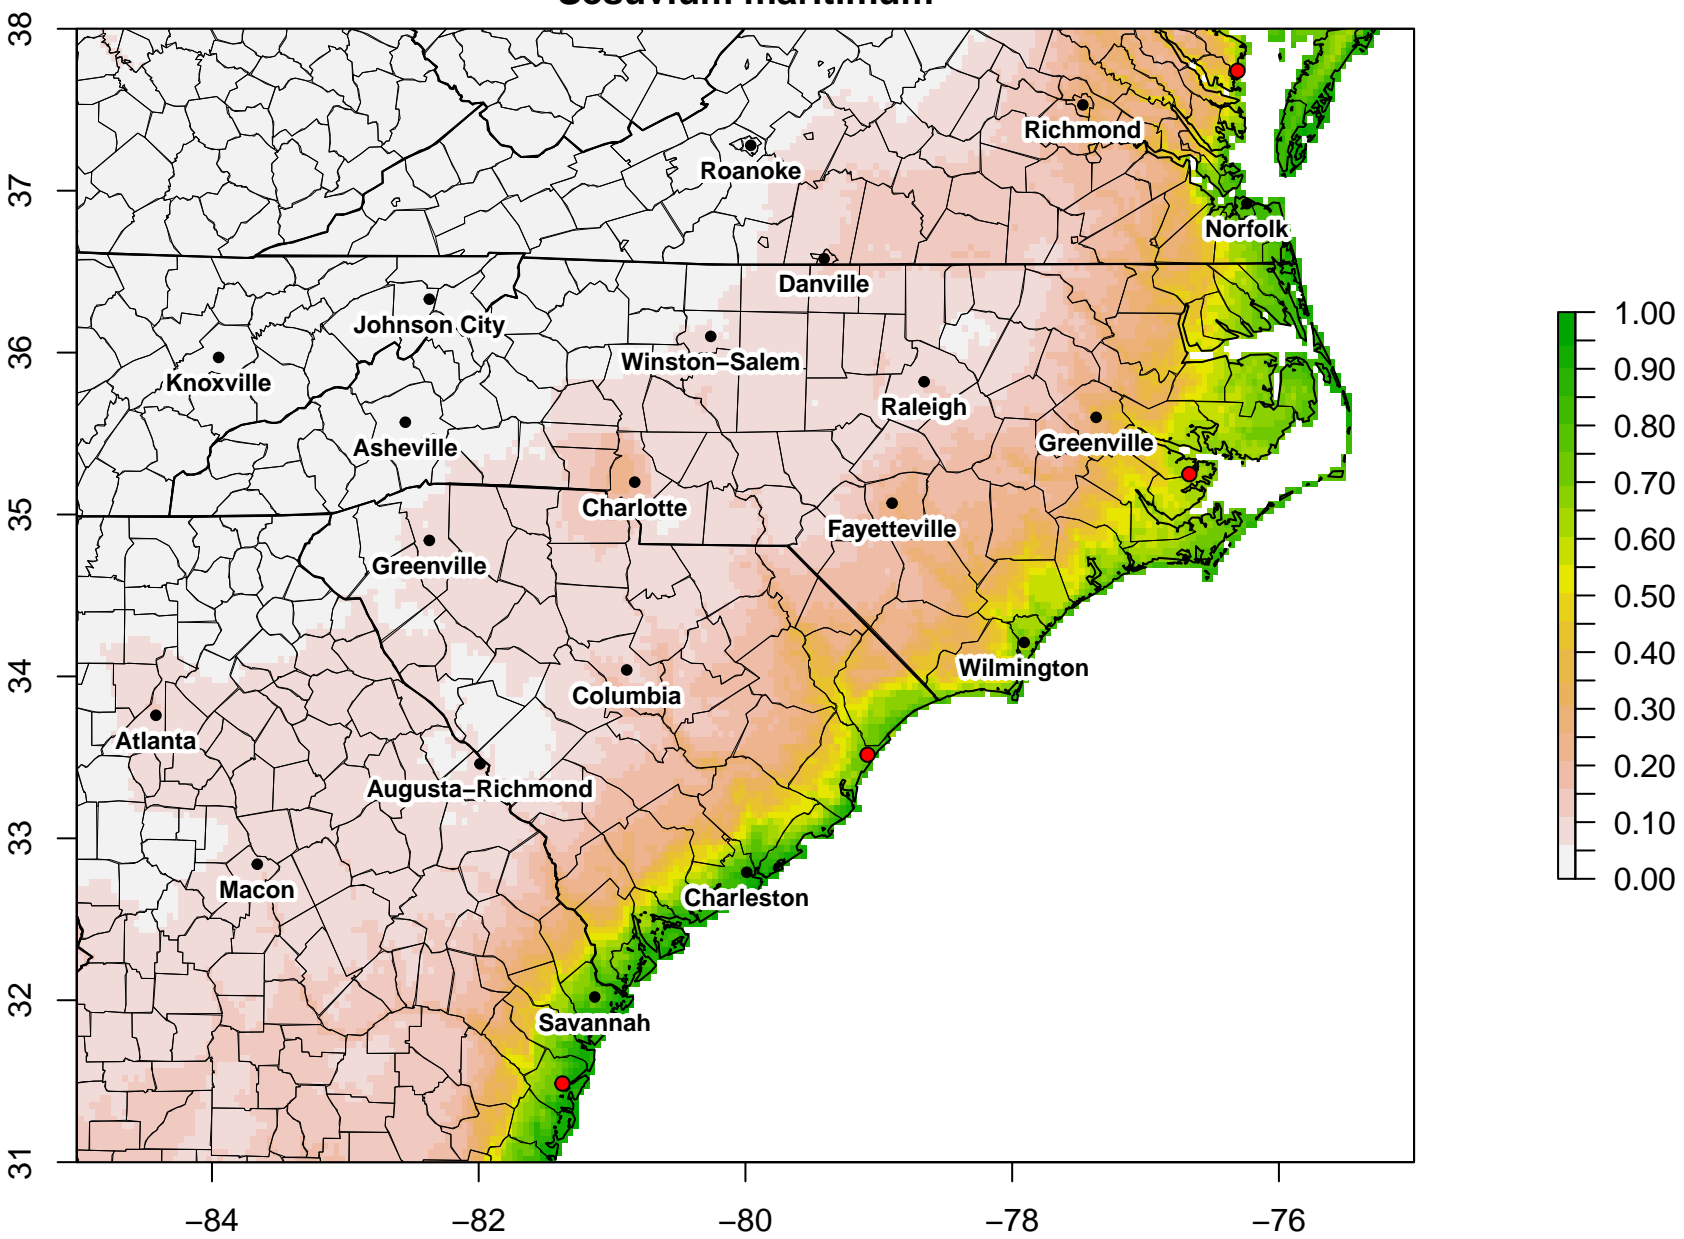 Sesuvium maritimum
38
37
36
35
34
33
32
31
−84
−82
−80
−78
−76
Richmond
Roanoke
Norfolk
Danville
Johnson City
Winston−Salem
Knoxville
Raleigh
Greenville
Asheville
Charlotte
Fayetteville
Greenville
Wilmington
Columbia
Atlanta
Augusta−Richmond
Macon
Charleston
Savannah
1.00
0.90
0.80
0.70
0.60
0.50
0.40
0.30
0.20
0.10
0.00